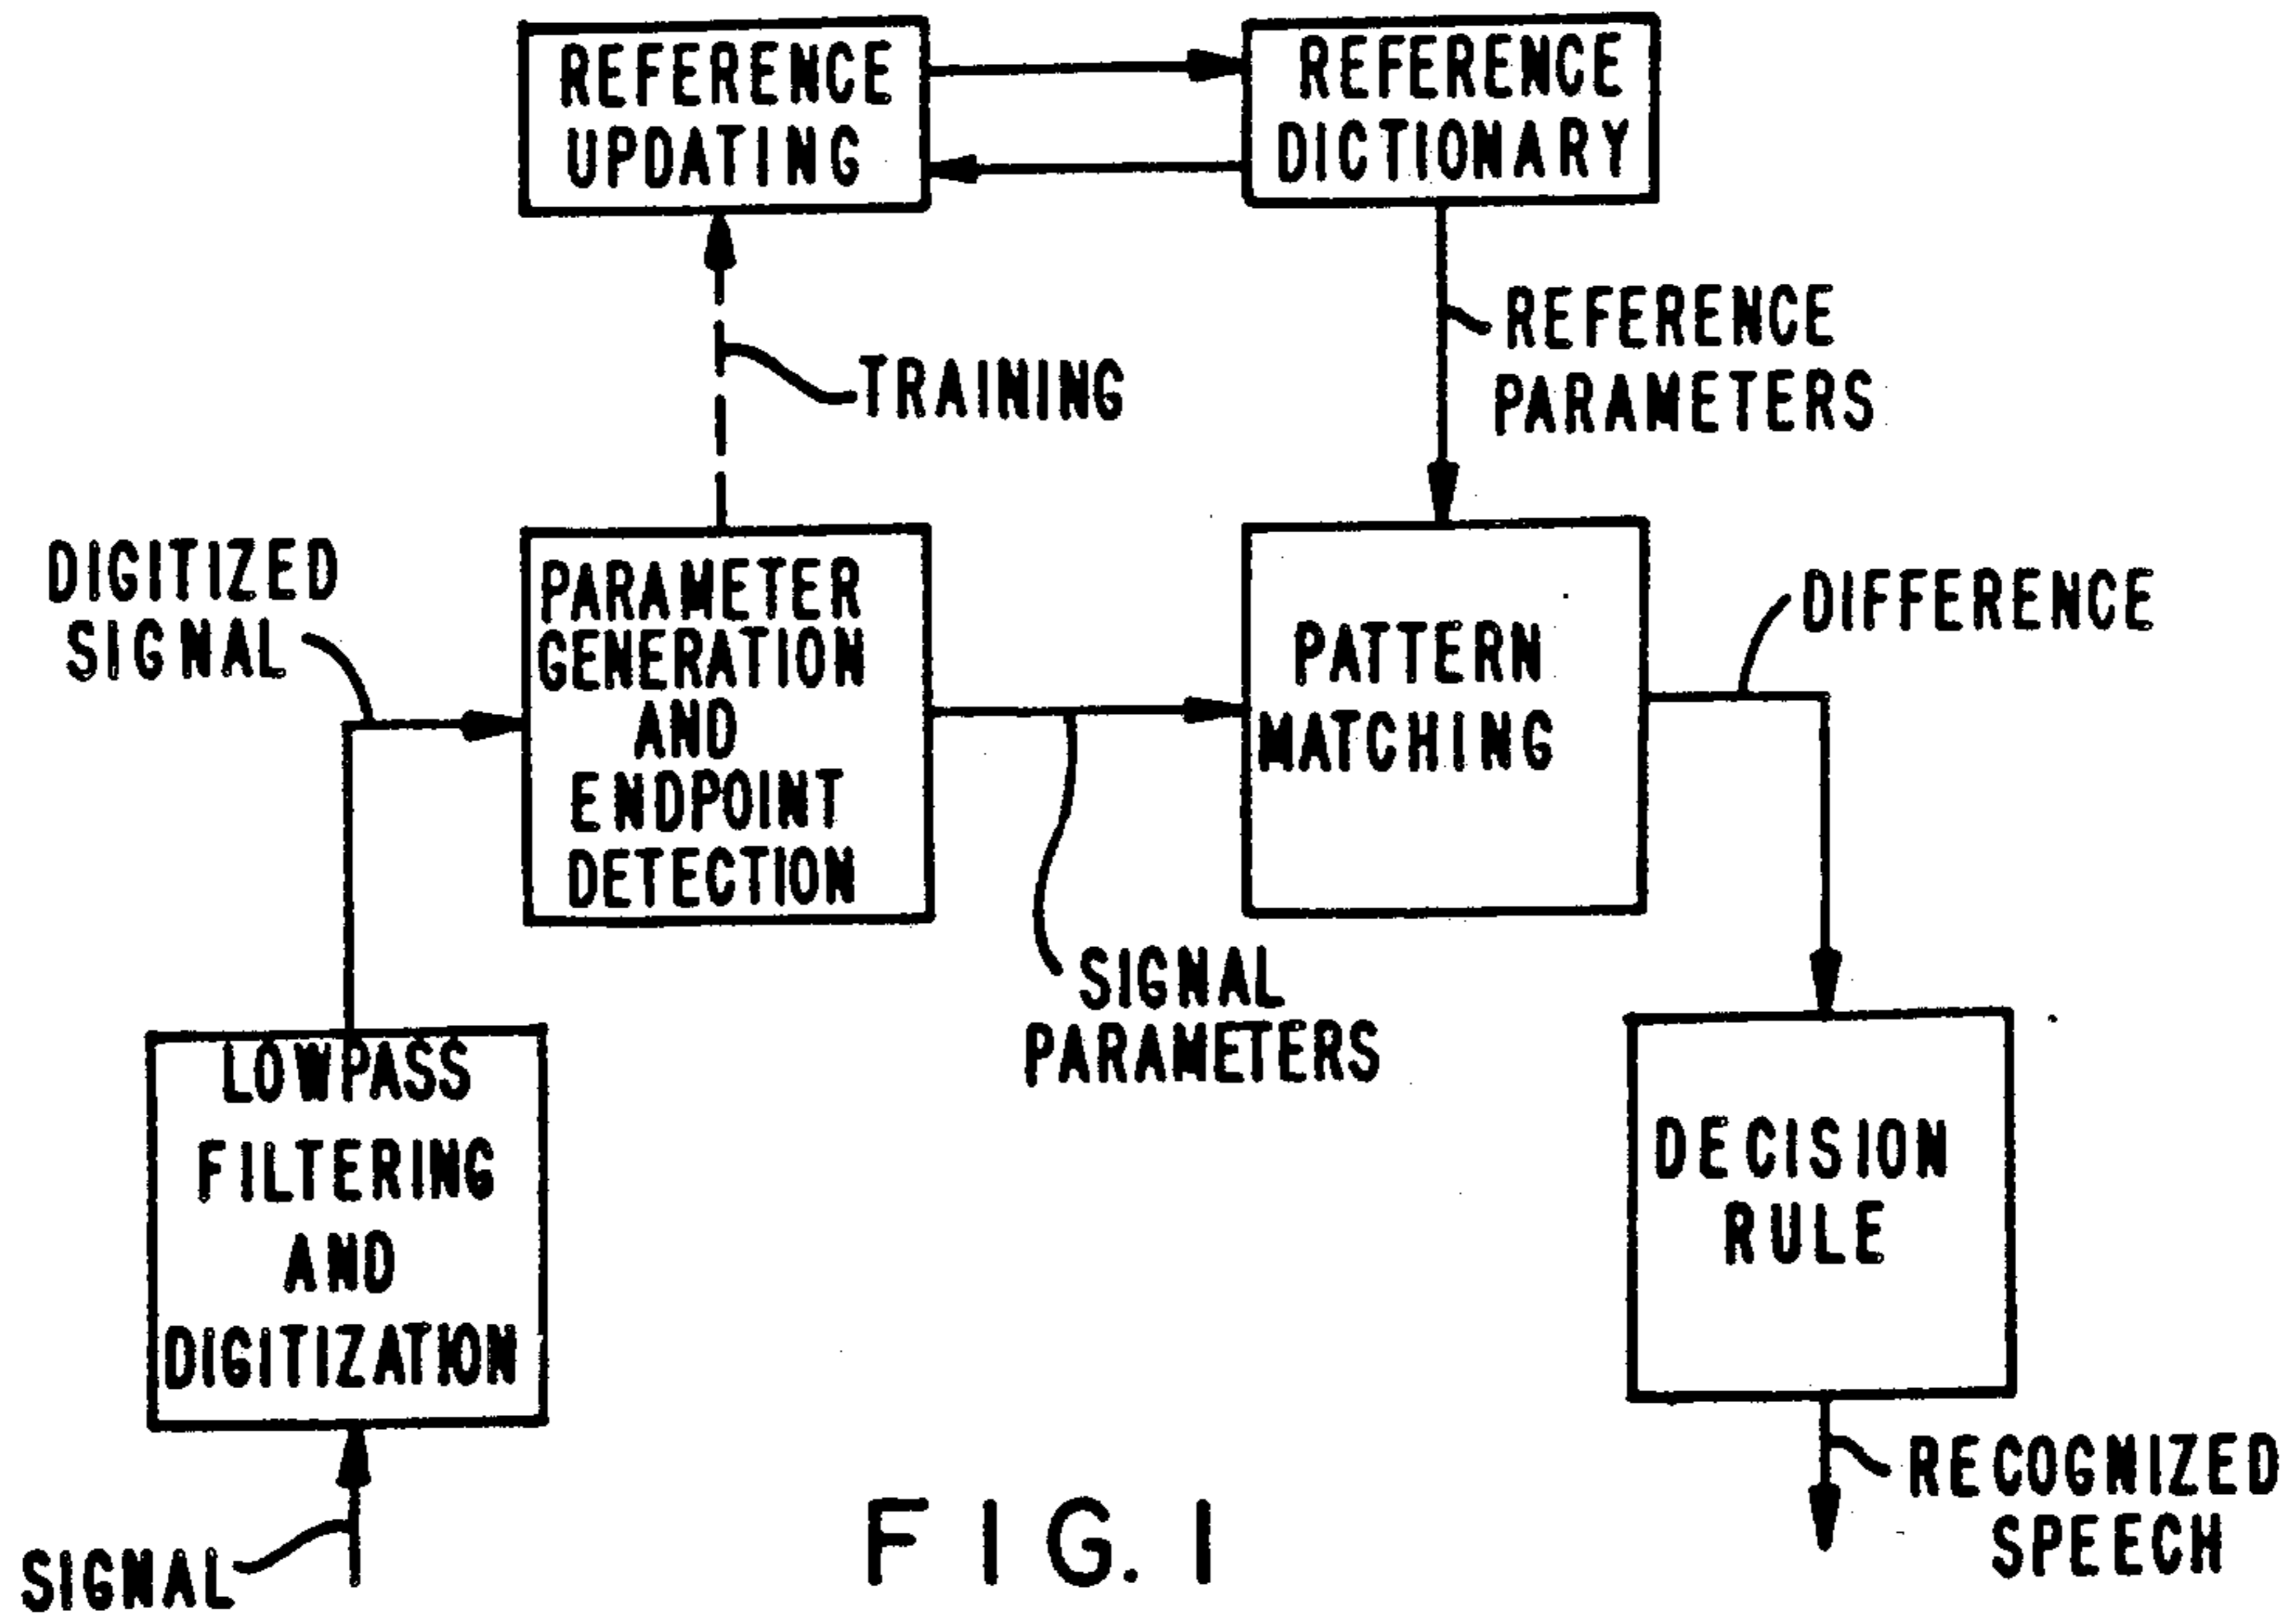 REFERENCE
UPDATING
REFERENCE
DICTIONARY
TRAINING
REFERENCE
PARAMETERS
DIGITIZED
SIGNAL
PARAMETER
GENERATION
AND
ENDPOINT
DETECTION
PATTERN
MATCHING
DIFFERENCE
SIGNAL
PARAMETERS
LOWPASS
FILTERING
AND
DIGITIZATION
DECISION
RULE
SIGNAL
RECOGNIZED
SPEECH
FIG. 1